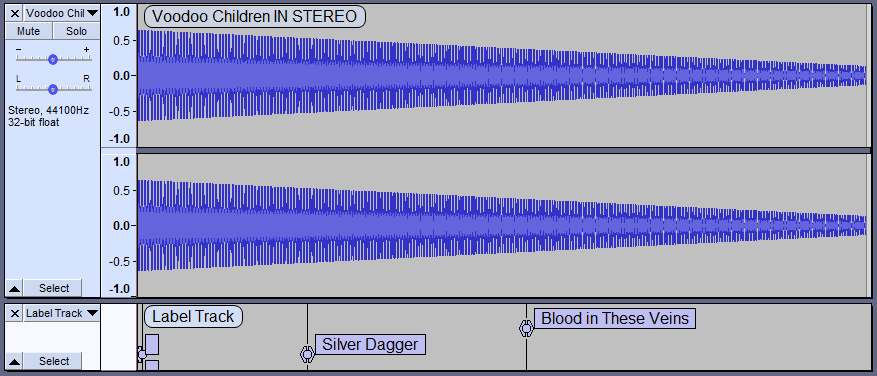 Voodoo Chil
Mute Solo
- +
L R
Stereo, 44100Hz
32-bit float
Select
1.0
0.5
0.0
-0.5
-1.0
1.0
0.5
0.0
-0.5
-1.0
Voodoo Children IN STEREO
Label Track
Select
Label Track
Silver Dagger
Blood in These Veins